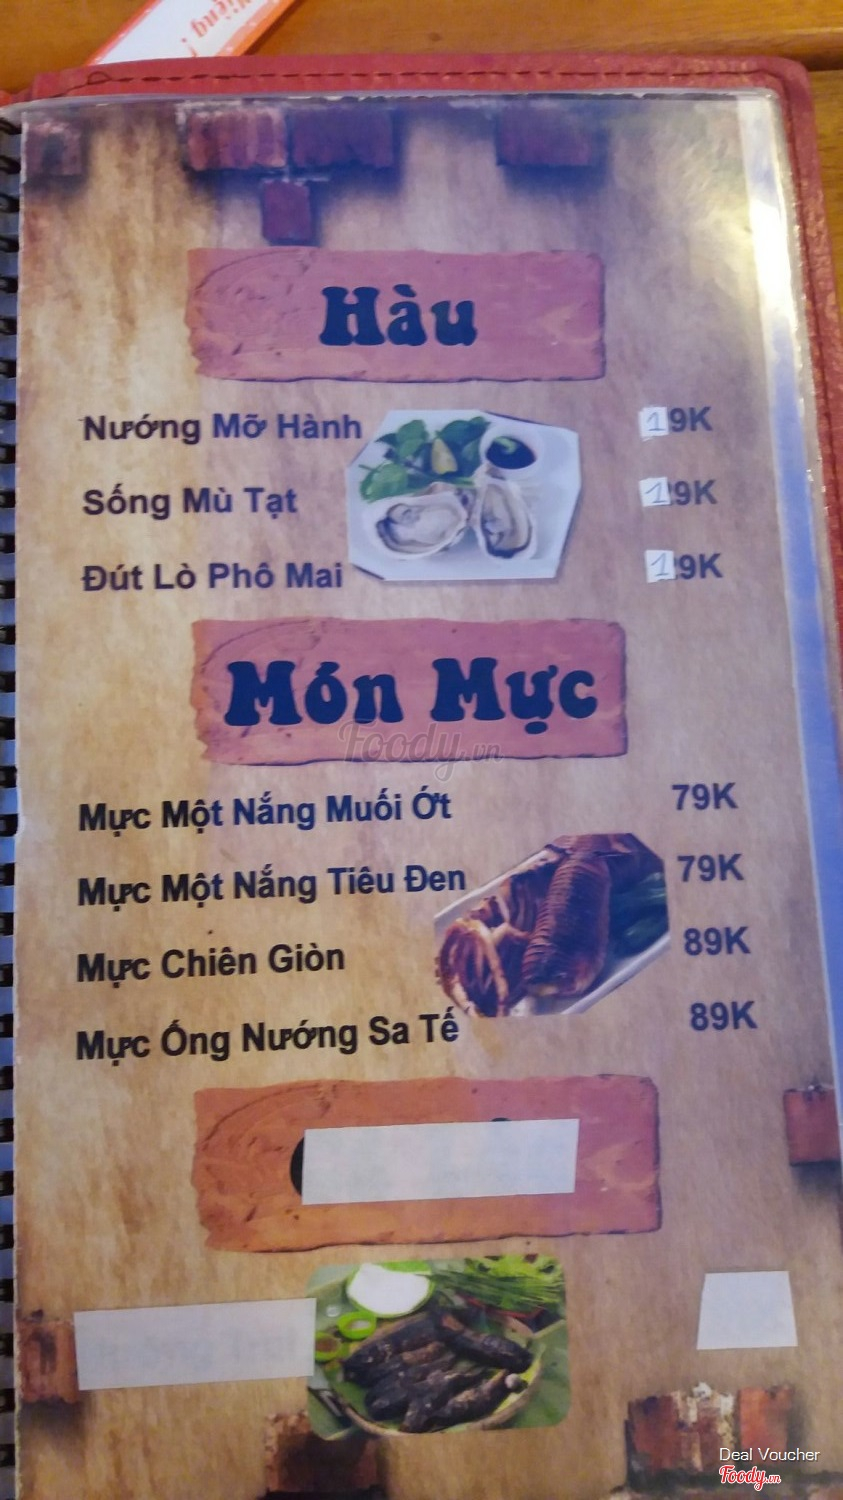 Hàu
Nướng Mỡ Hành 19K
Sống Mù Tạt 19K
Đút Lò Phô Mai 19K
Món Mực
Foody.vn
Mực Một Nắng Muối Ớt 79K
Mực Một Nắng Tiêu Đen 79K
Mực Chiên Giòn 89K
Mực Ống Nướng Sa Tế 89K
Deal Voucher
Foody.vn